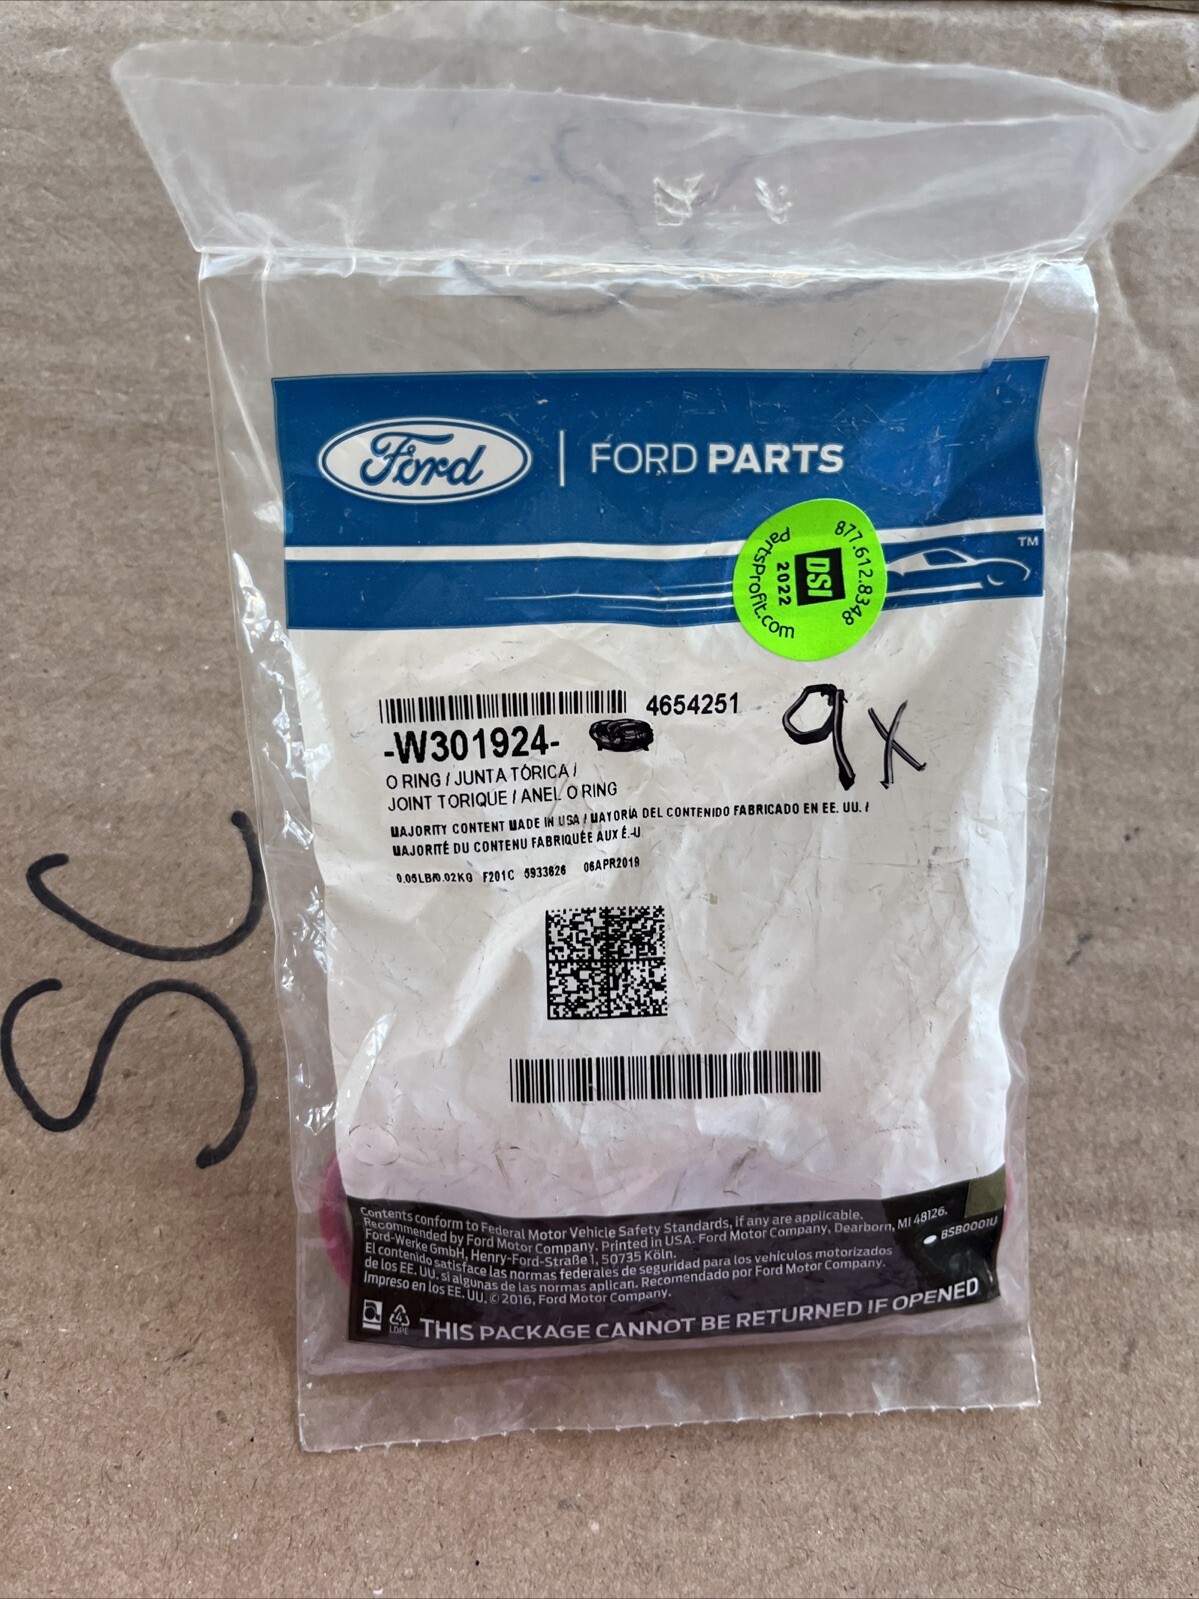 Ford | FORD PARTS
TM
877.612.8348
DSI
2022
partsprofit.com
4654251
9x
-W301924-
O RING / JUNTA TÓRICA /
JOINT TORIQUE / ANEL O RING
MAJORITY CONTENT MADE IN USA / MAYORÍA DEL CONTENIDO FABRICADO EN EE. UU. /
MAJORITÉ DU CONTENU FABRIQUÉE AUX É.-U.
0.05LB/0.02KG F201C 5933626 06APR2019
SC
Contents conform to Federal Motor Vehicle Safety Standards, if any are applicable.
Recommended by Ford Motor Company. Printed in USA. Ford Motor Company, Dearborn, MI 48126.
Ford-Werke GmbH, Henry-Ford-Straße 1, 50735 Köln.
El contenido satisface las normas federales de seguridad para los vehículos motorizados
de los EE. UU. si algunas de las normas aplican. Recomendado por Ford Motor Company.
Impreso en los EE. UU. © 2016, Ford Motor Company.
BSB0001U
4
LDPE
THIS PACKAGE CANNOT BE RETURNED IF OPENED